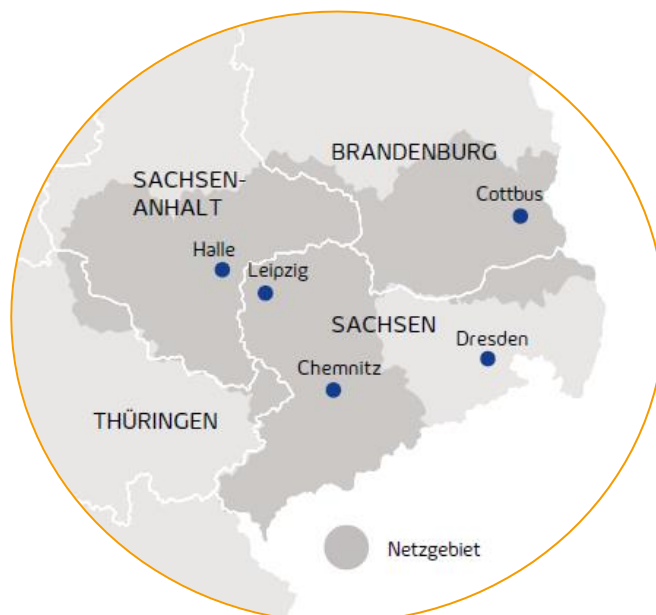 BRANDENBURG
SACHSEN-
ANHALT
Cottbus
Halle
Leipzig
SACHSEN
Dresden
Chemnitz
THÜRINGEN
Netzgebiet